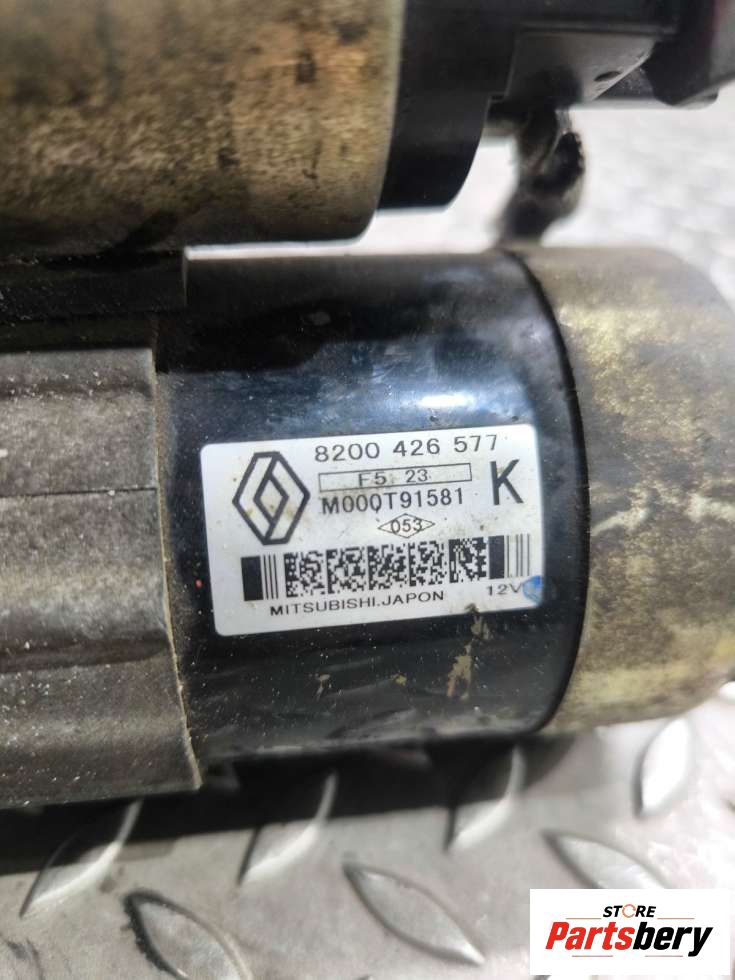 8200 426 577
F5 23
M000T91581
K
053
MITSUBISHI.JAPON
12V
STORE
Partsbery